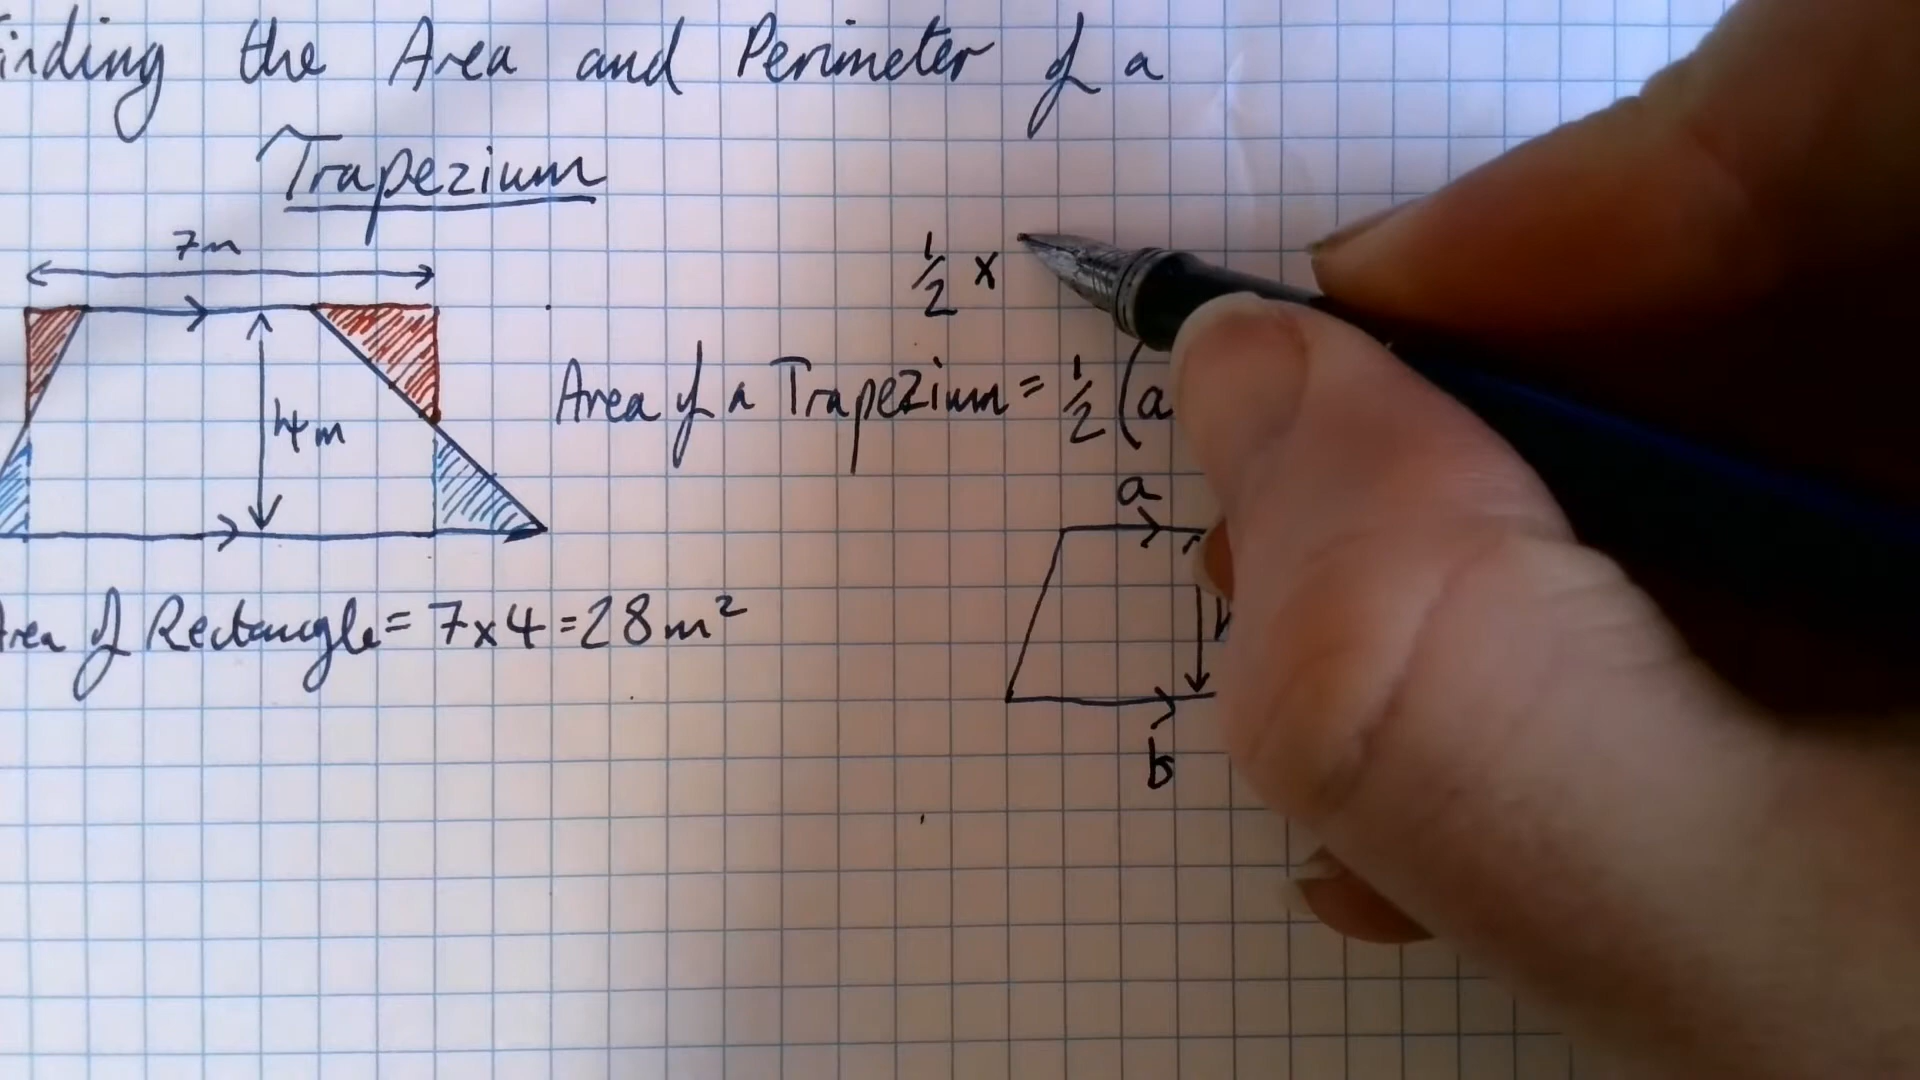 inding the Area and Perimeter of a
Trapezium
7m
1/2 x
4m
Area of a Trapezium = 1/2 (a
a
h
b
Area of Rectangle = 7x4 = 28m²